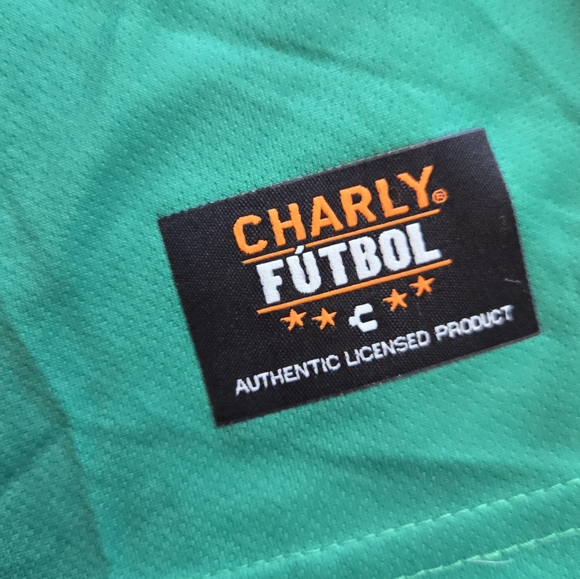 CHARLY®
FÚTBOL
AUTHENTIC LICENSED PRODUCT